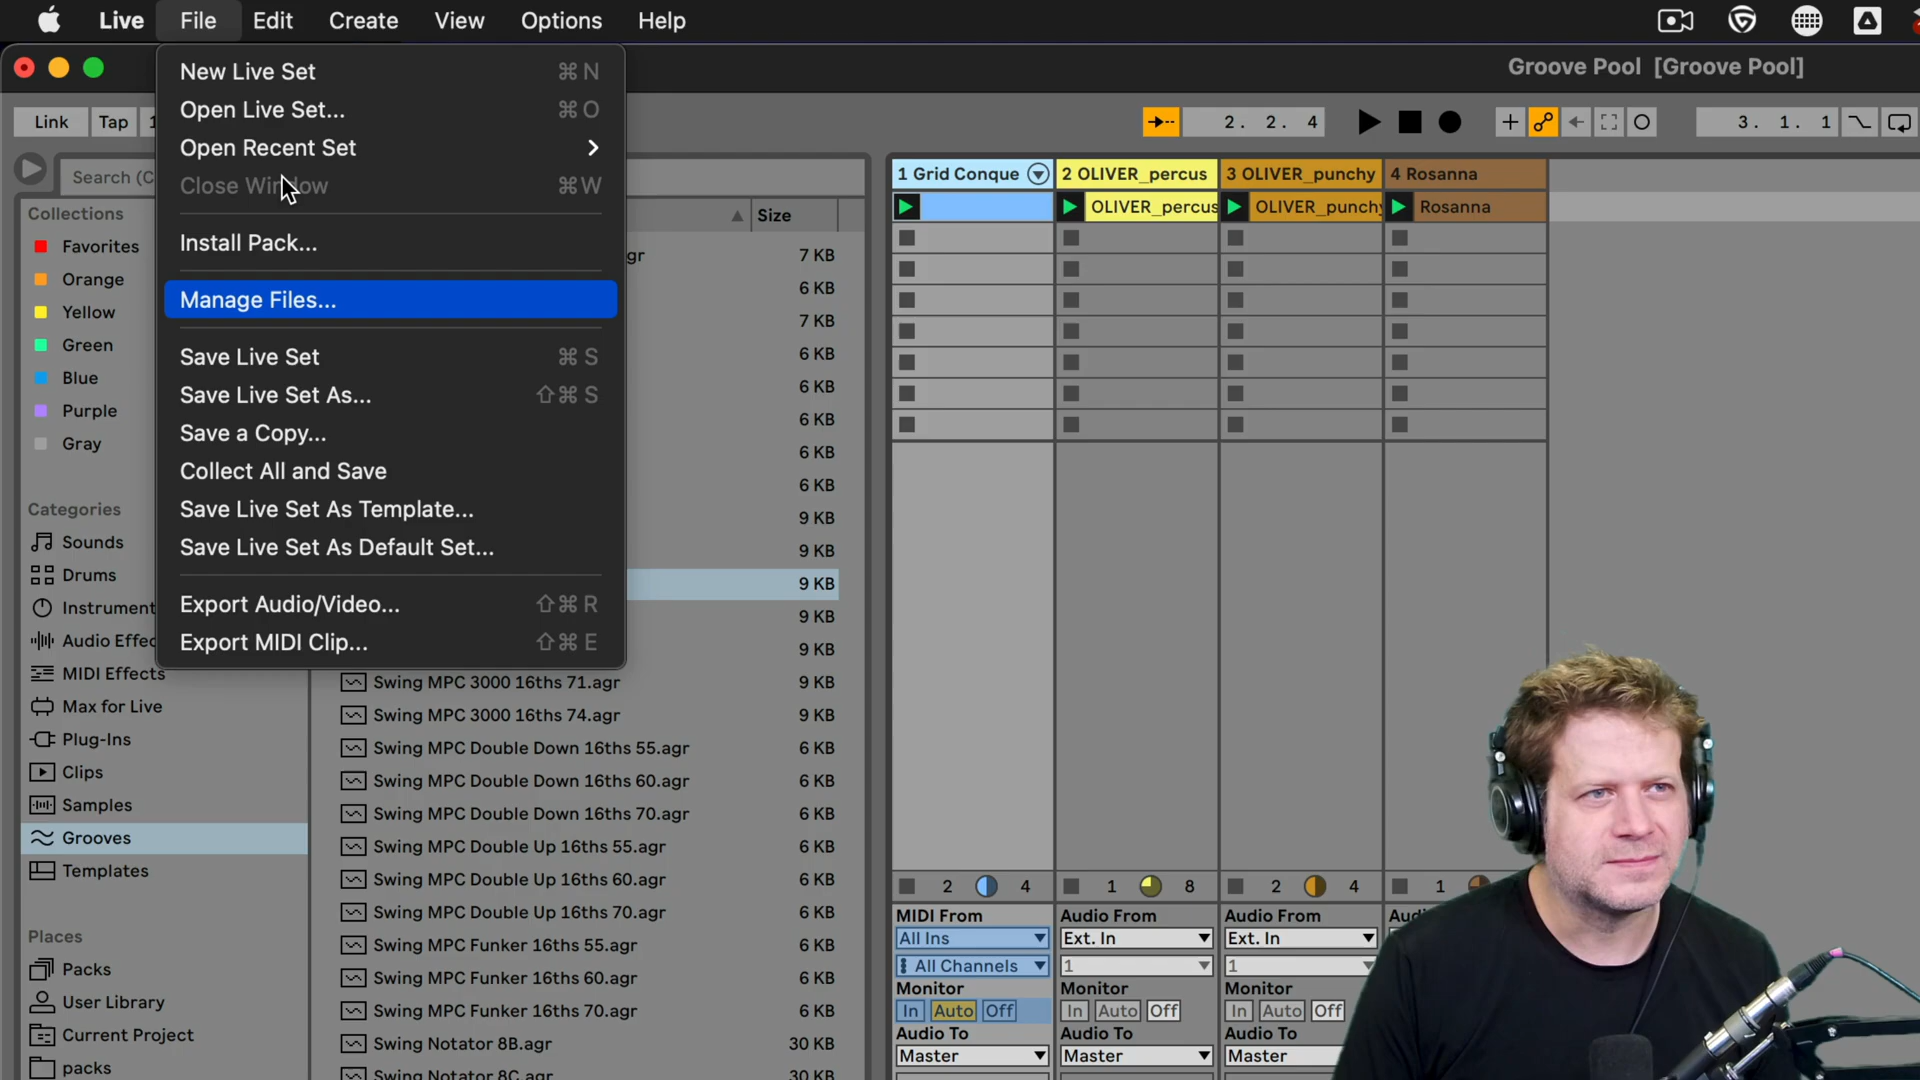 Live File Edit Create View Options Help
Groove Pool [Groove Pool]
Link Tap 1
2. 2. 4
3. 1. 1
Search (C
New Live Set ⌘ N
Open Live Set... ⌘ O
Open Recent Set
Close Window ⌘ W
Install Pack...
Manage Files...
Save Live Set ⌘ S
Save Live Set As... ⇧ ⌘ S
Save a Copy...
Collect All and Save
Save Live Set As Template...
Save Live Set As Default Set...
Export Audio/Video... ⇧ ⌘ R
Export MIDI Clip... ⇧ ⌘ E
Collections
Favorites
Orange
Yellow
Green
Blue
Purple
Gray
Categories
Sounds
Drums
Instrument
Audio Effec
MIDI Effects
Max for Live
Plug-Ins
Clips
Samples
Grooves
Templates
Places
Packs
User Library
Current Project
packs
Size
gr 7 KB
6 KB
7 KB
6 KB
6 KB
6 KB
6 KB
6 KB
9 KB
9 KB
9 KB
9 KB
9 KB
Swing MPC 3000 16ths 71.agr 9 KB
Swing MPC 3000 16ths 74.agr 9 KB
Swing MPC Double Down 16ths 55.agr 6 KB
Swing MPC Double Down 16ths 60.agr 6 KB
Swing MPC Double Down 16ths 70.agr 6 KB
Swing MPC Double Up 16ths 55.agr 6 KB
Swing MPC Double Up 16ths 60.agr 6 KB
Swing MPC Double Up 16ths 70.agr 6 KB
Swing MPC Funker 16ths 55.agr 6 KB
Swing MPC Funker 16ths 60.agr 6 KB
Swing MPC Funker 16ths 70.agr 6 KB
Swing Notator 8B.agr 30 KB
Swing Notator 8C.agr 30 KB
1 Grid Conque 2 OLIVER_percus 3 OLIVER_punchy 4 Rosanna
OLIVER_percus OLIVER_punchy Rosanna
2 4 1 8 2 4 1
MIDI From Audio From Audio From Aud
All Ins Ext. In Ext. In
All Channels 1 1
Monitor Monitor Monitor
In Auto Off In Auto Off In Auto Off
Audio To Audio To Audio To
Master Master Master